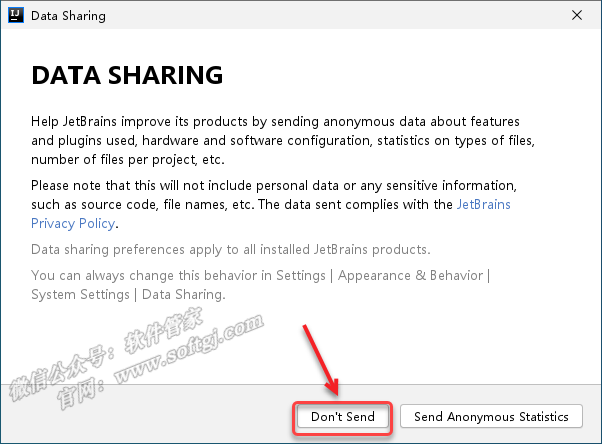 IJ Data Sharing
DATA SHARING
Help JetBrains improve its products by sending anonymous data about features
and plugins used, hardware and software configuration, statistics on types of files,
number of files per project, etc.
Please note that this will not include personal data or any sensitive information,
such as source code, file names, etc. The data sent complies with the JetBrains
Privacy Policy.
Data sharing preferences apply to all installed JetBrains products.
You can always change this behavior in Settings | Appearance & Behavior |
System Settings | Data Sharing.
微信公众号：软件管家
官网：www.softgj.com
Don't Send Send Anonymous Statistics